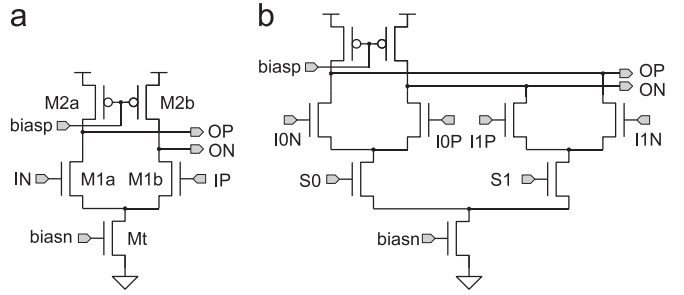 a
M2a
M2b
biasp
OP
ON
IN
M1a
M1b
IP
biasn
Mt
b
biasp
OP
ON
I0N
I0P
I1P
I1N
S0
S1
biasn